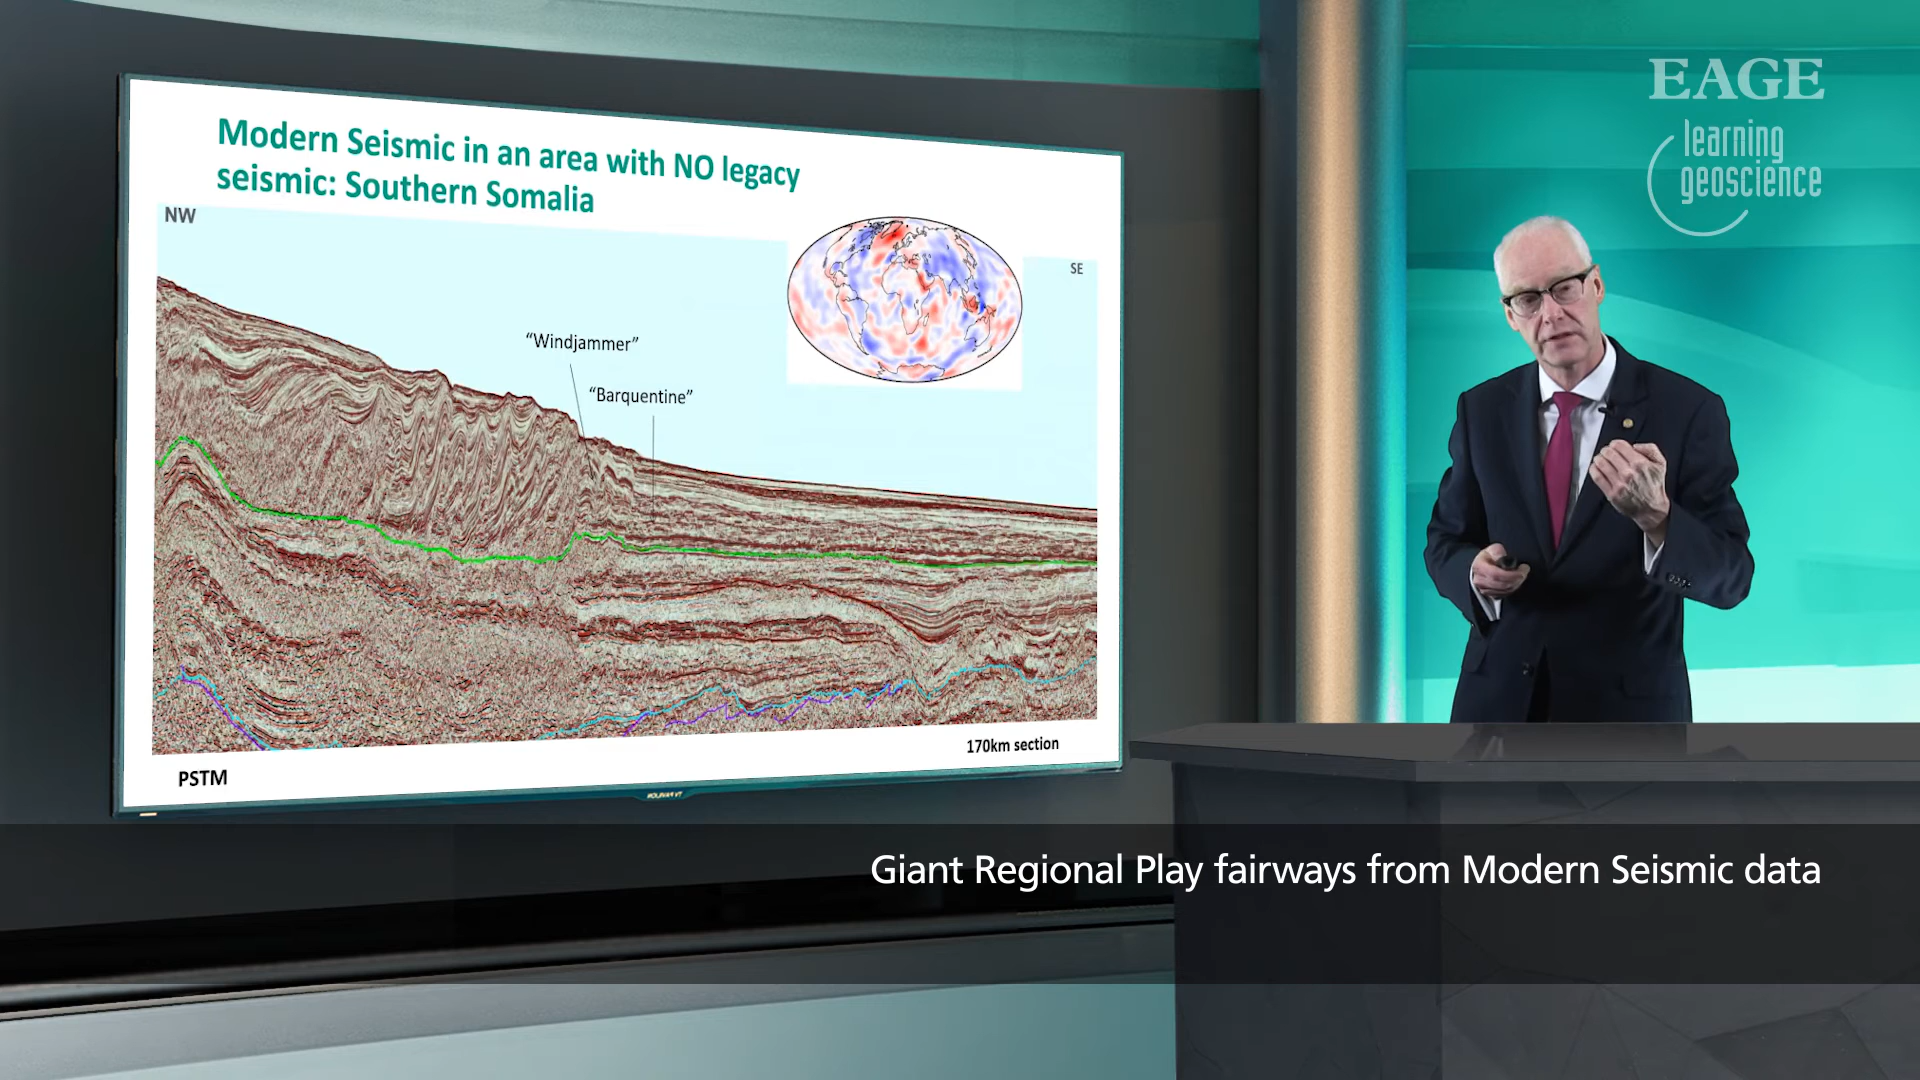 Modern Seismic in an area with NO legacy
seismic: Southern Somalia
NW
SE
“Windjammer”
“Barquentine”
170km section
PSTM
EAGE
learning
geoscience
Giant Regional Play fairways from Modern Seismic data